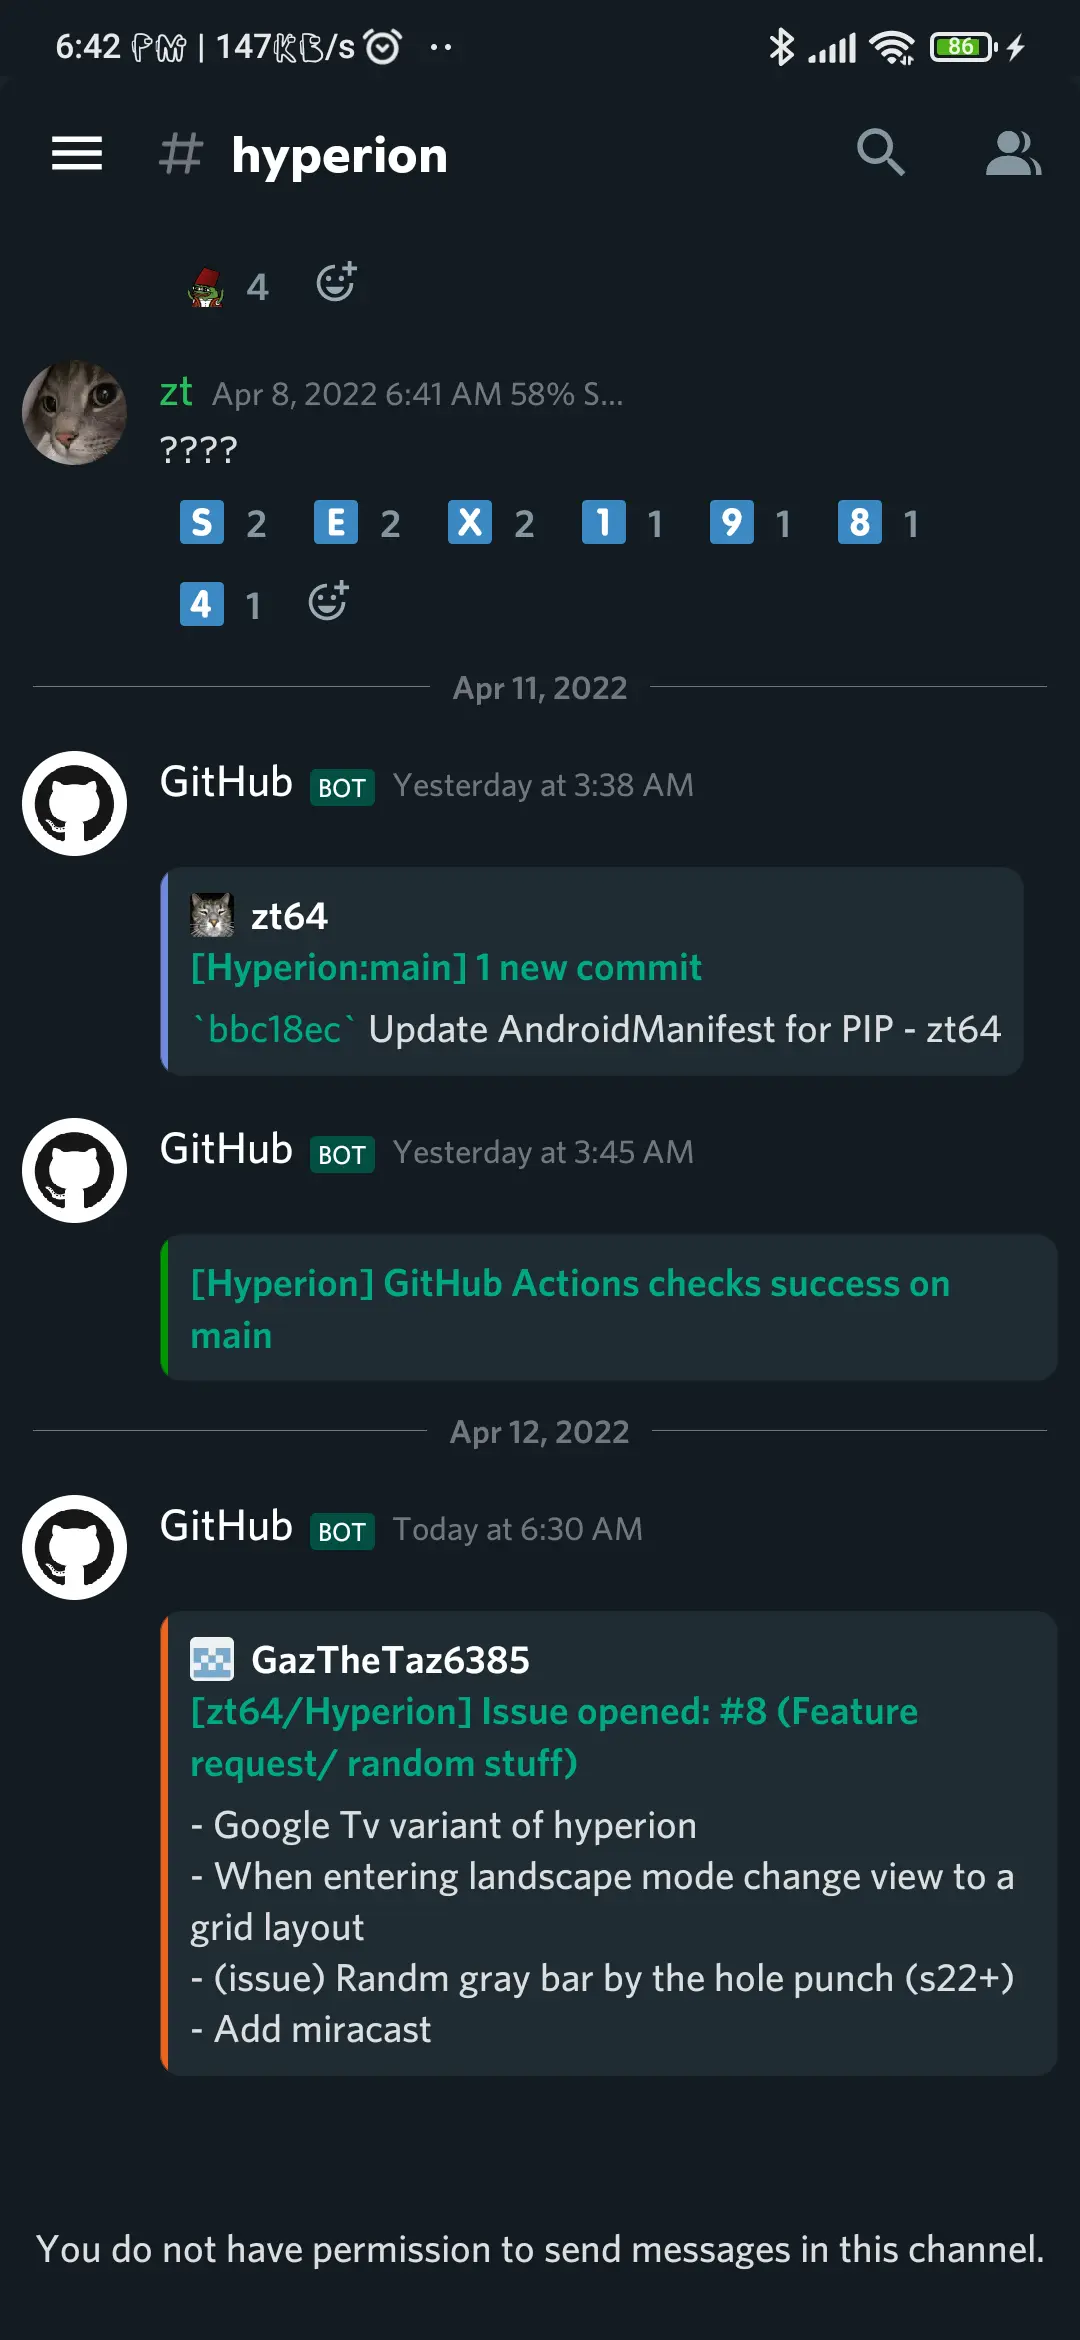 6:42 PM | 147KB/s
86
# hyperion
4
zt Apr 8, 2022 6:41 AM 58% S...
????
S 2 E 2 X 2 1 1 9 1 8 1
4 1
Apr 11, 2022
GitHub BOT Yesterday at 3:38 AM
zt64
[Hyperion:main] 1 new commit
`bbc18ec` Update AndroidManifest for PIP - zt64
GitHub BOT Yesterday at 3:45 AM
[Hyperion] GitHub Actions checks success on
main
Apr 12, 2022
GitHub BOT Today at 6:30 AM
GazTheTaz6385
[zt64/Hyperion] Issue opened: #8 (Feature
request/ random stuff)
- Google Tv variant of hyperion
- When entering landscape mode change view to a
grid layout
- (issue) Randm gray bar by the hole punch (s22+)
- Add miracast
You do not have permission to send messages in this channel.